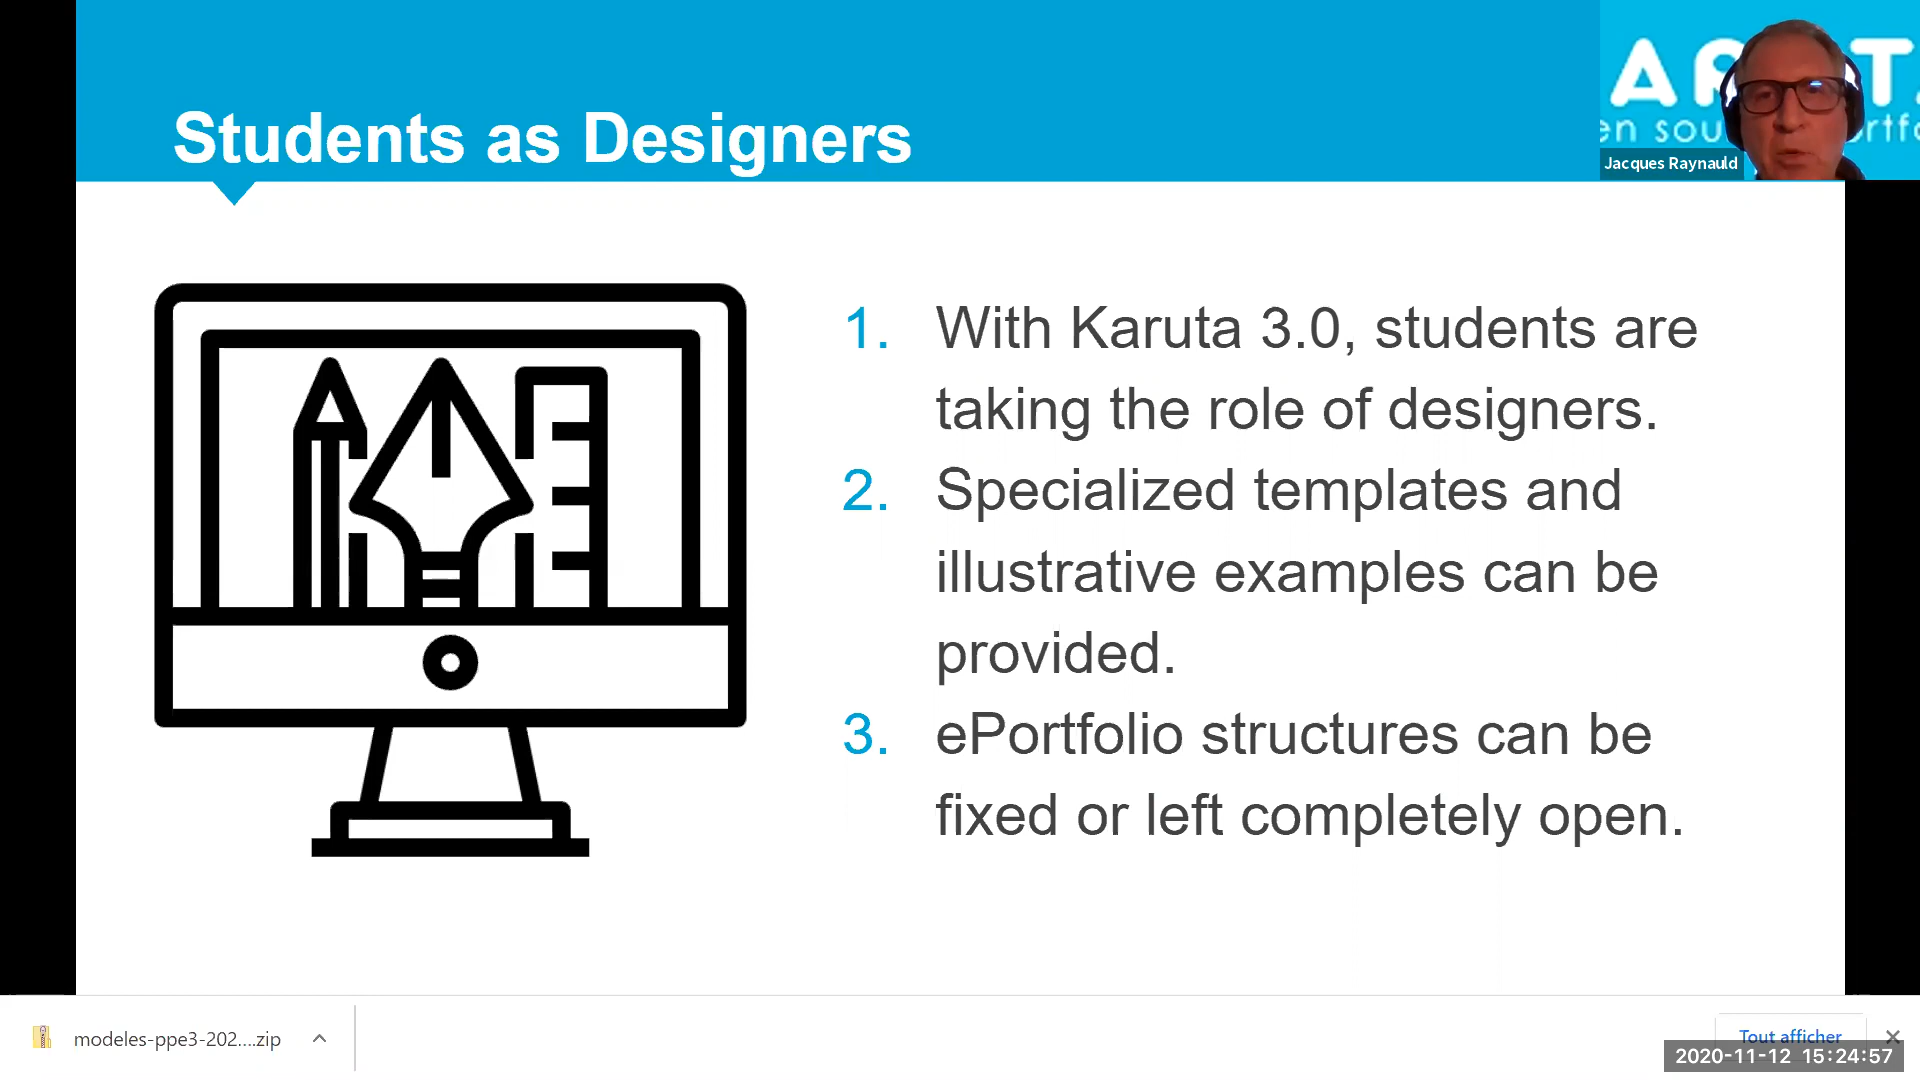 Students as Designers
Jacques Raynauld
1. With Karuta 3.0, students are
taking the role of designers.
2. Specialized templates and
illustrative examples can be
provided.
3. ePortfolio structures can be
fixed or left completely open.
modeles-ppe3-202....zip
Tout afficher
2020-11-12 15:24:57